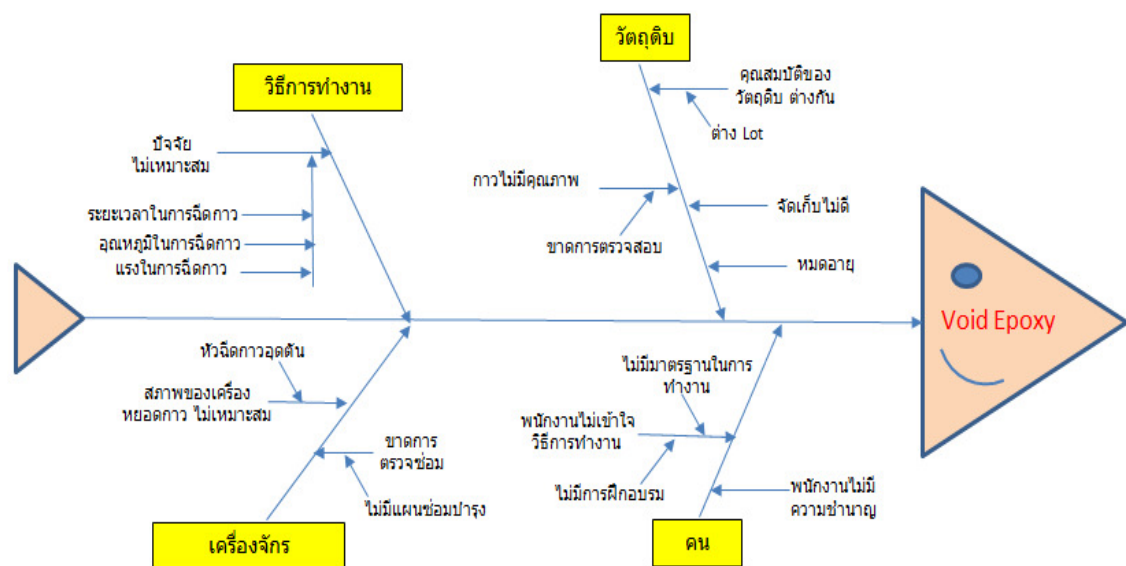 วัตถุดิบ
วิธีการทำงาน
คุณสมบัติของ
วัตถุดิบ ต่างกัน
ต่าง Lot
ปัจจัย
ไม่เหมาะสม
กาวไม่มีคุณภาพ
จัดเก็บไม่ดี
ระยะเวลาในการฉีดกาว
อุณหภูมิในการฉีดกาว
แรงในการฉีดกาว
ขาดการตรวจสอบ
หมดอายุ
Void Epoxy
หัวฉีดกาวอุดตัน
สภาพของเครื่อง
หยอดกาว ไม่เหมาะสม
ขาดการ
ตรวจซ่อม
ไม่มีแผนซ่อมบำรุง
เครื่องจักร
ไม่มีมาตรฐานในการ
ทำงาน
พนักงานไม่เข้าใจ
วิธีการทำงาน
ไม่มีการฝึกอบรม
พนักงานไม่มี
ความชำนาญ
คน